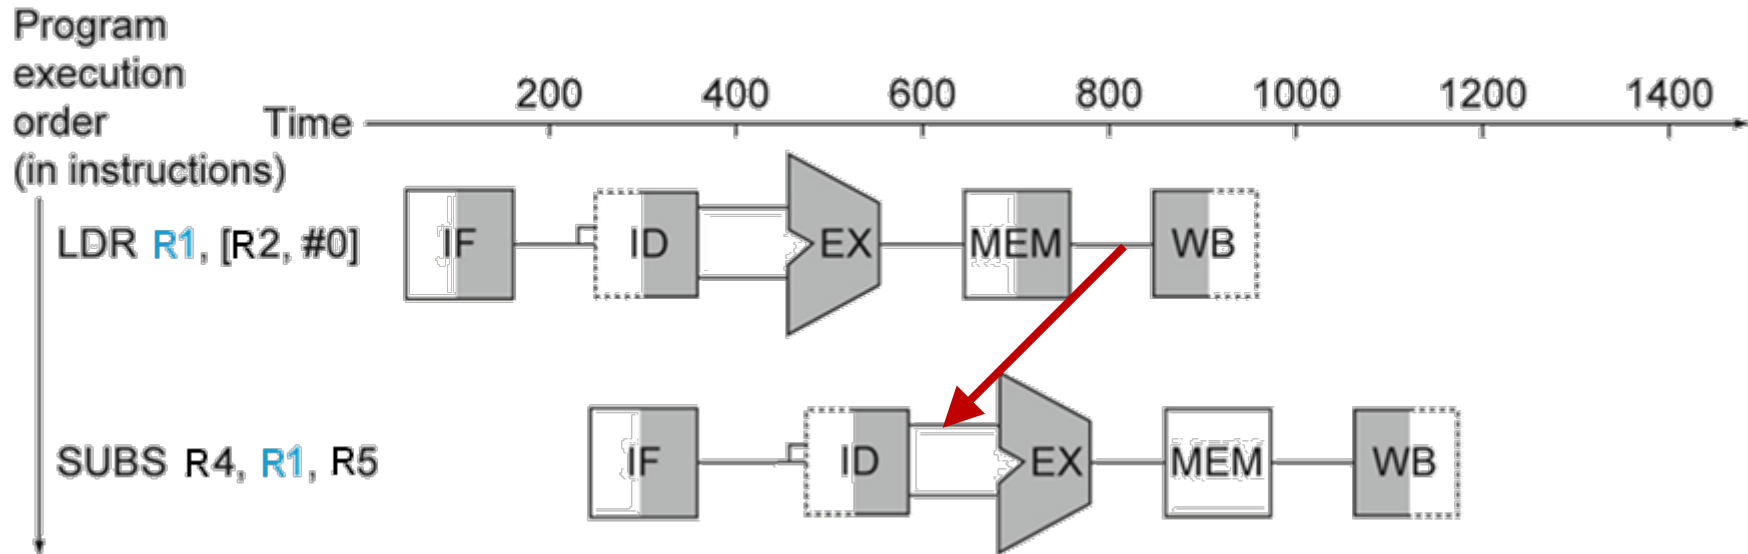 Program
execution
order
(in instructions)
Time
200 400 600 800 1000 1200 1400
LDR R1, [R2, #0]
IF ID EX MEM WB
SUBS R4, R1, R5
IF ID EX MEM WB